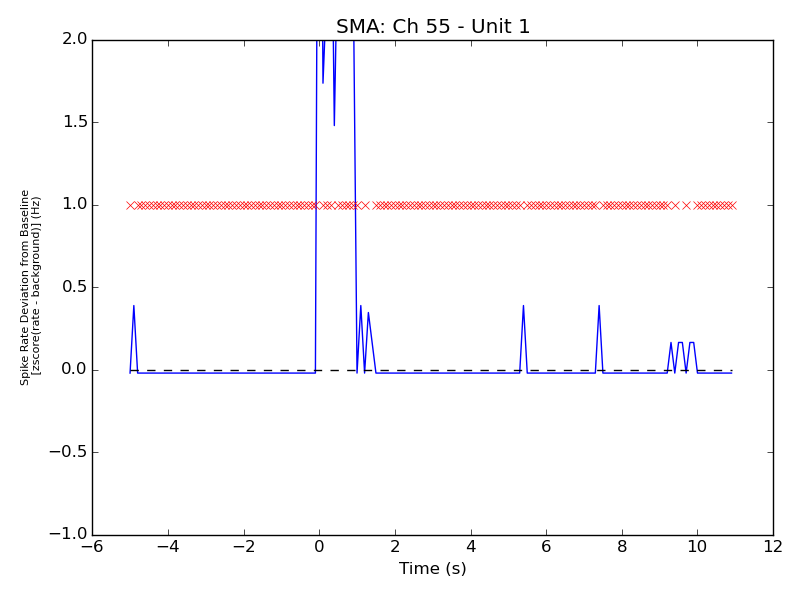 SMA: Ch 55 - Unit 1
2.0
1.5
1.0
0.5
0.0
−0.5
−1.0
Spike Rate Deviation from Baseline
[zscore(rate - background)] (Hz)
−6 −4 −2 0 2 4 6 8 10 12
Time (s)